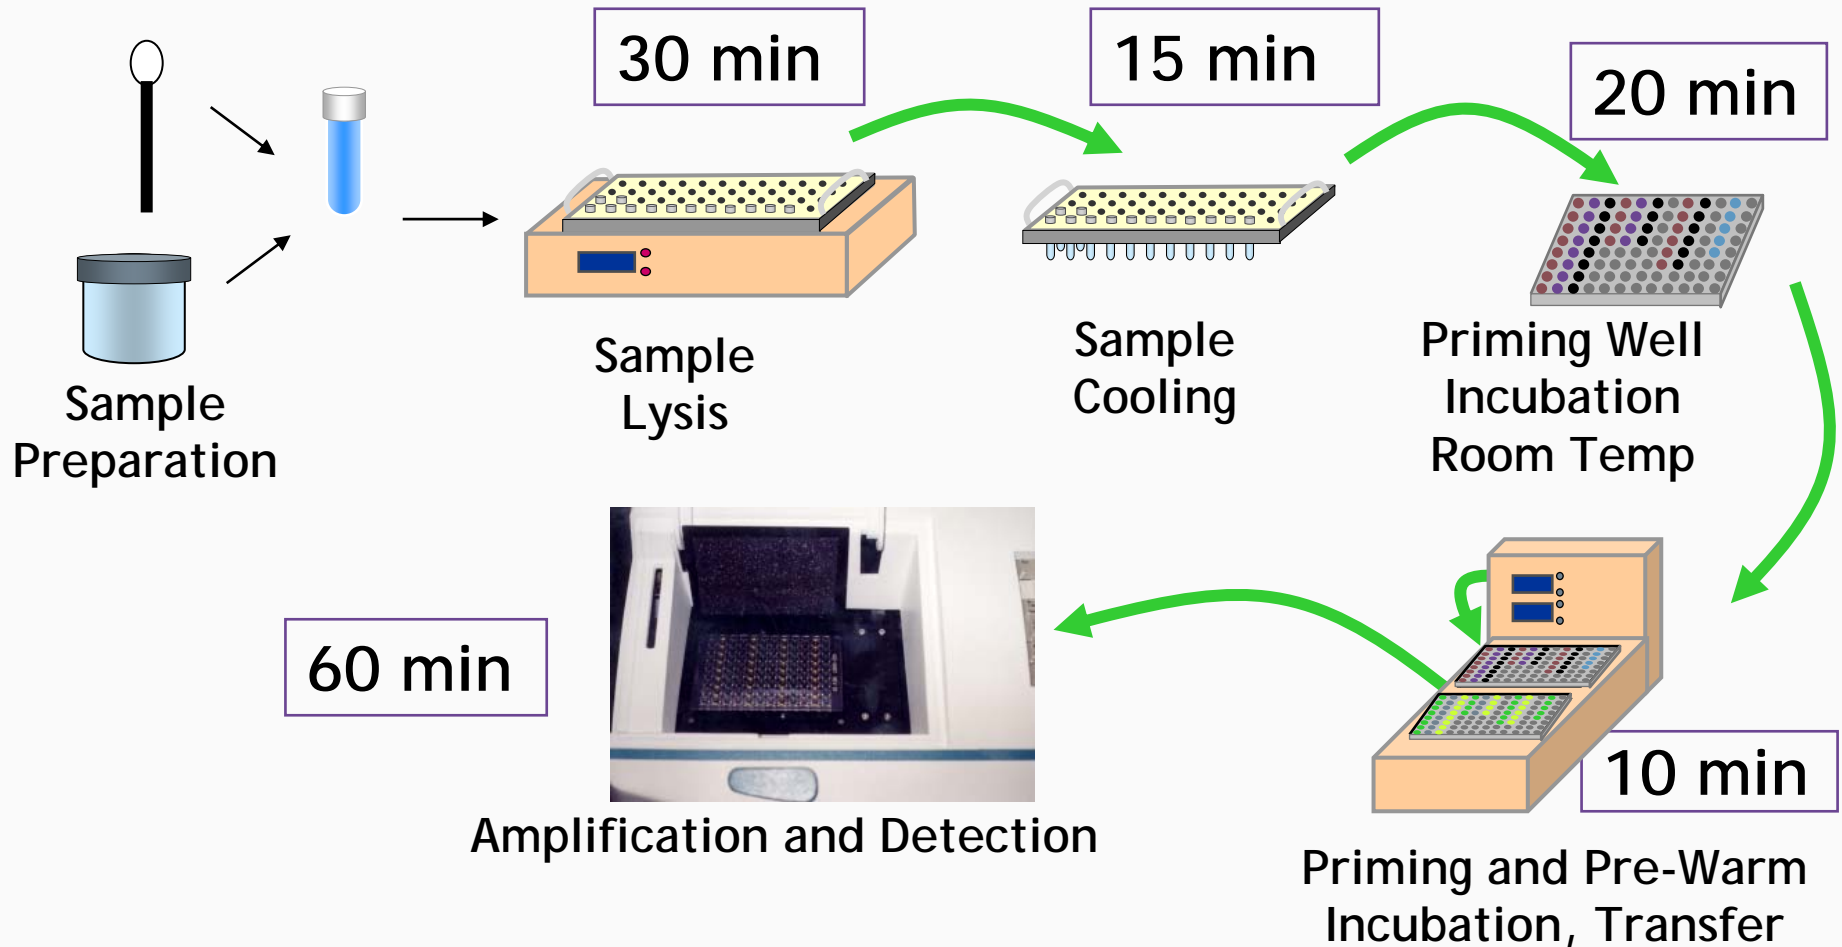 30 min
15 min
20 min
Sample
Preparation
Sample
Lysis
Sample
Cooling
Priming Well
Incubation
Room Temp
60 min
10 min
Amplification and Detection
Priming and Pre-Warm
Incubation, Transfer